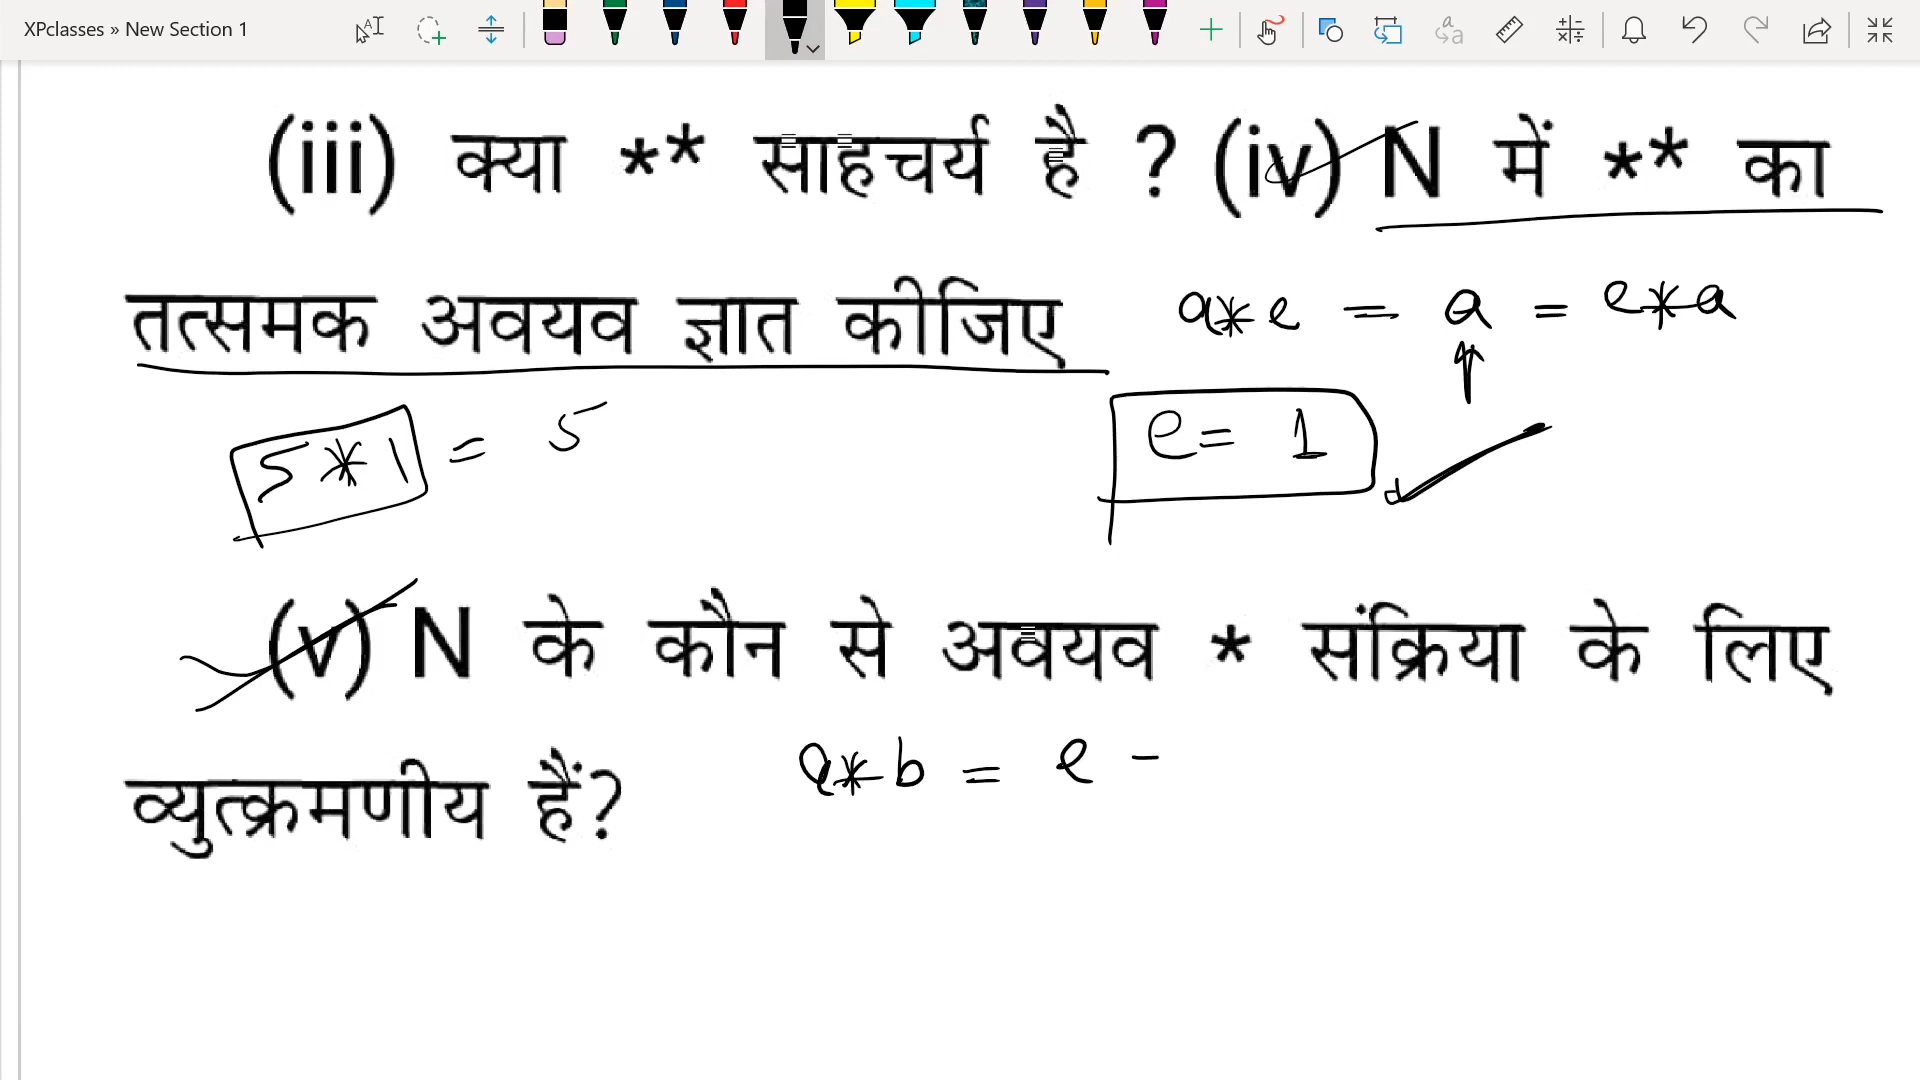 XPclasses » New Section 1
(iii) क्या ** साहचर्य है ? (iv) N में ** का
तत्समक अवयव ज्ञात कीजिए
a*e = a = e*a
5*1 = 5
e = 1
(v) N के कौन से अवयव * संक्रिया के लिए
व्युत्क्रमणीय हैं?
a*b = e -